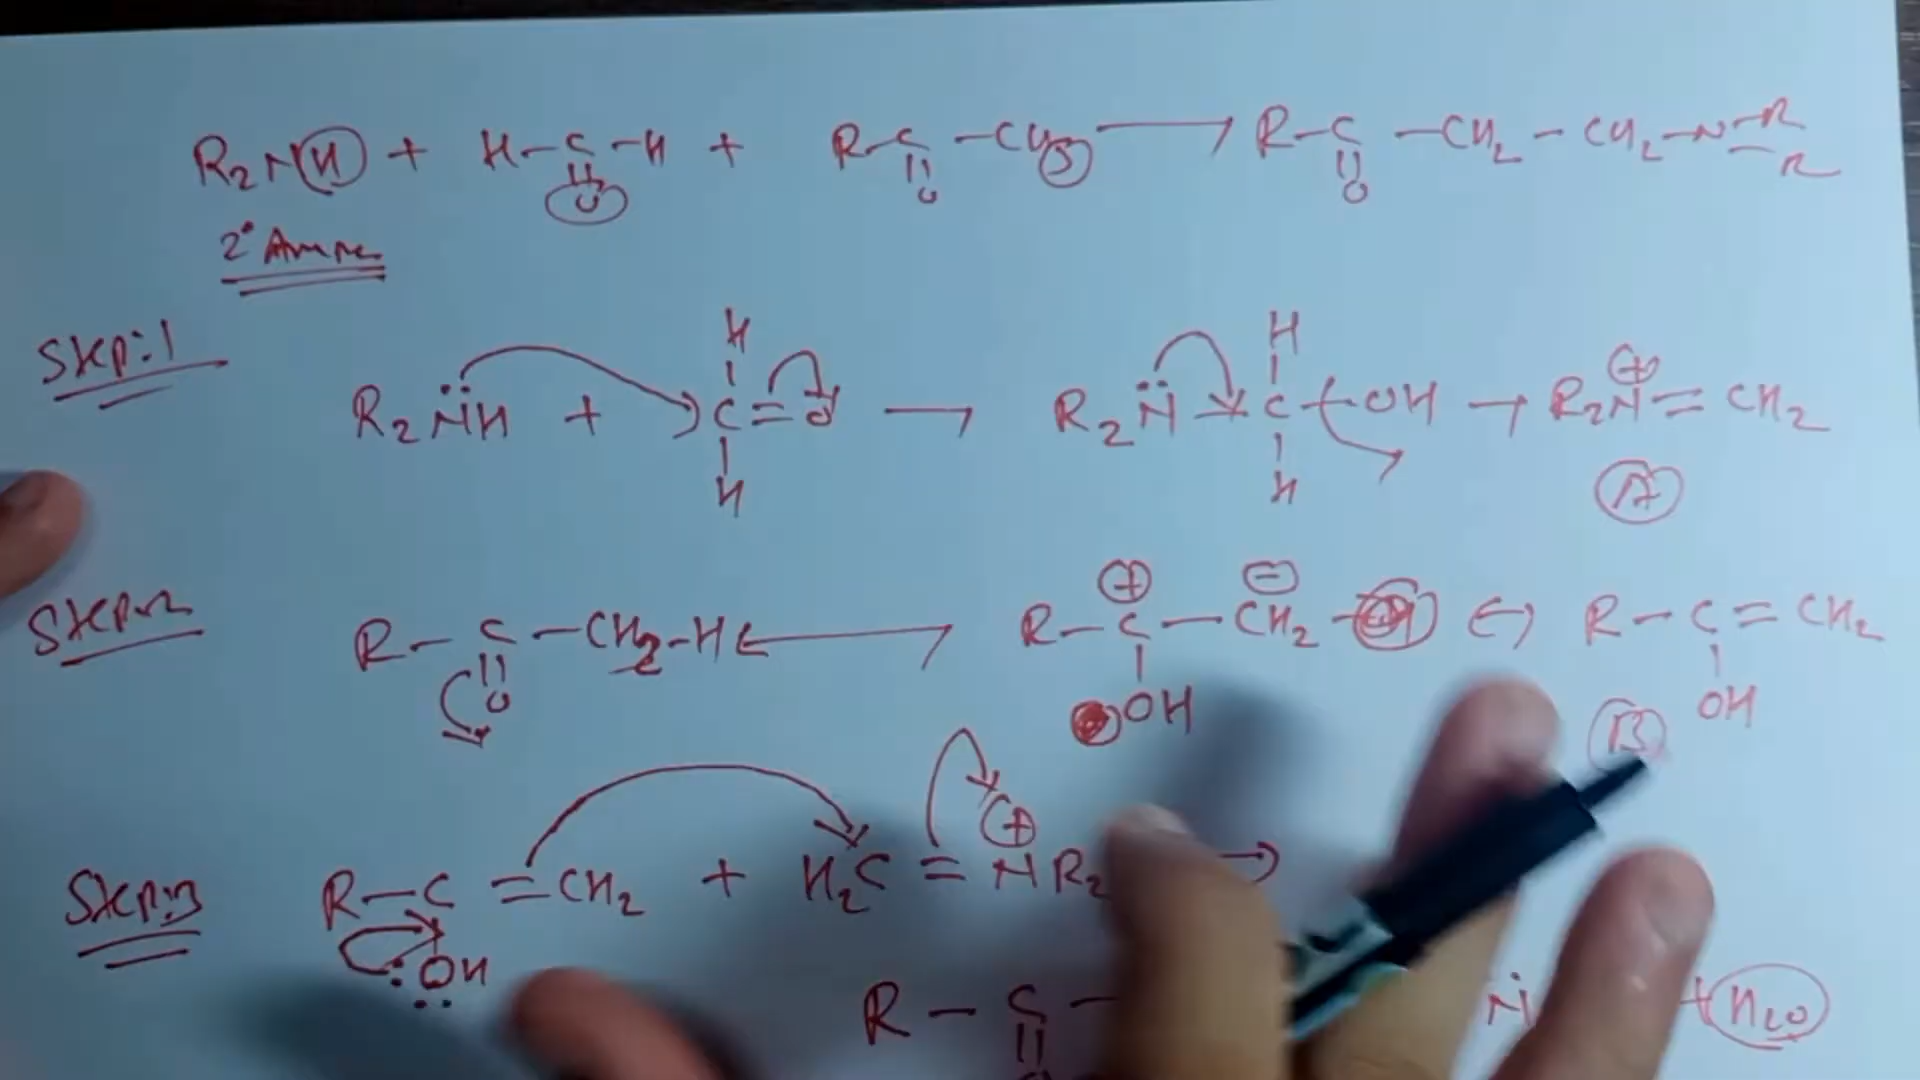 R₂NH + H-C-H + R-C-CH₃ → R-C-CH₂-CH₂-N-R
O O O R
2° Amine
Step:1
H H ⊕
R₂N̈H + C=O → R₂N̈-C-OH → R₂N=CH₂
H H A
Step:2
⊕ ⊖
R-C-CH₂-H ↔ R-C-CH₂- ↔ R-C=CH₂
O OH OH
B
Step:3
⊕
R-C=CH₂ + H₂C=NR₂ →
:OH
R-C- N +H₂O